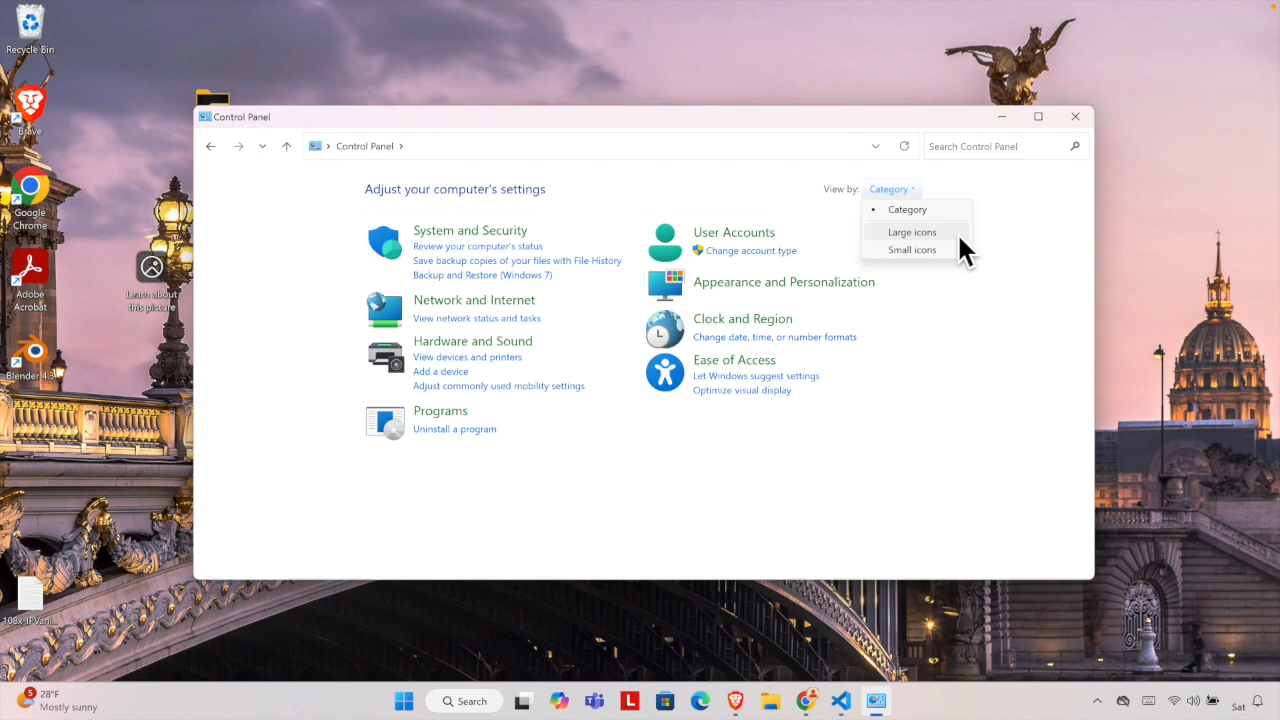 Recycle Bin
Brave
Google
Chrome
Adobe
Acrobat
Blender 4.3
108x_IPVani...
Learn about
this picture
Control Panel
Control Panel
Search Control Panel
Adjust your computer's settings
View by: Category
Category
Large icons
Small icons
System and Security
Review your computer's status
Save backup copies of your files with File History
Backup and Restore (Windows 7)
Network and Internet
View network status and tasks
Hardware and Sound
View devices and printers
Add a device
Adjust commonly used mobility settings
Programs
Uninstall a program
User Accounts
Change account type
Appearance and Personalization
Clock and Region
Change date, time, or number formats
Ease of Access
Let Windows suggest settings
Optimize visual display
5
28°F
Mostly sunny
Search
L
Sat